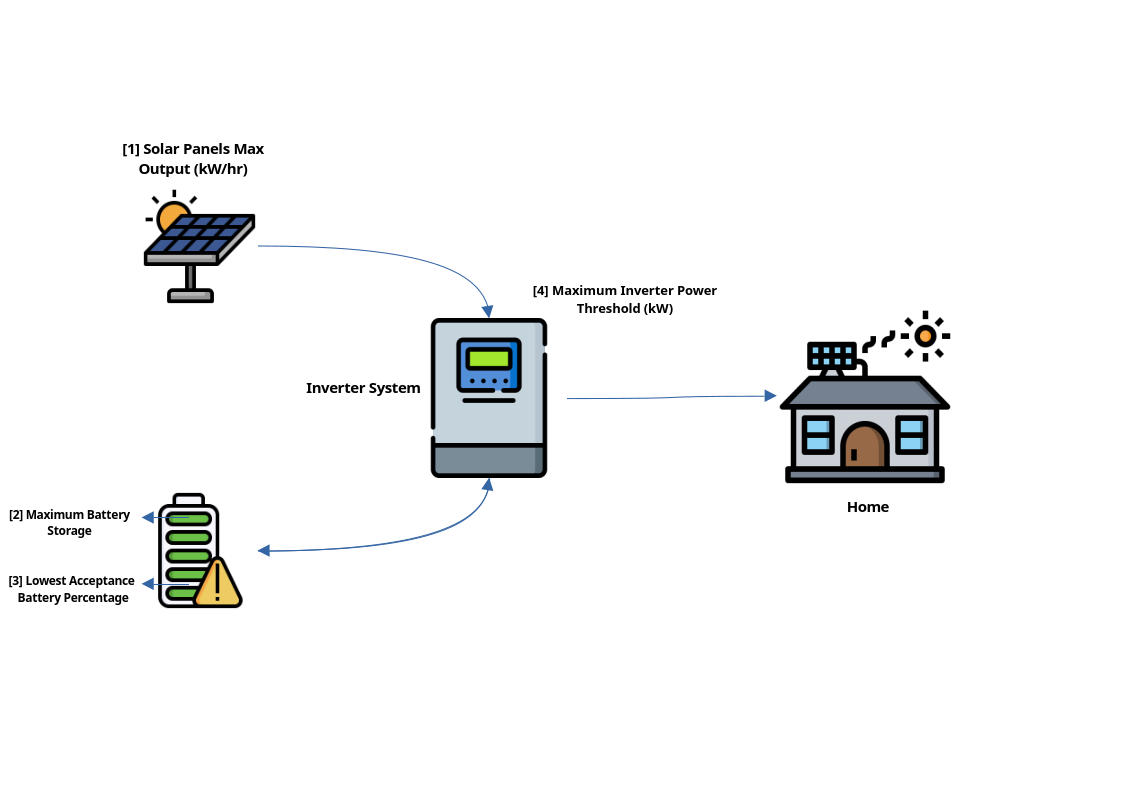 [1] Solar Panels Max
Output (kW/hr)
[4] Maximum Inverter Power
Threshold (kW)
Inverter System
Home
[2] Maximum Battery
Storage
[3] Lowest Acceptance
Battery Percentage